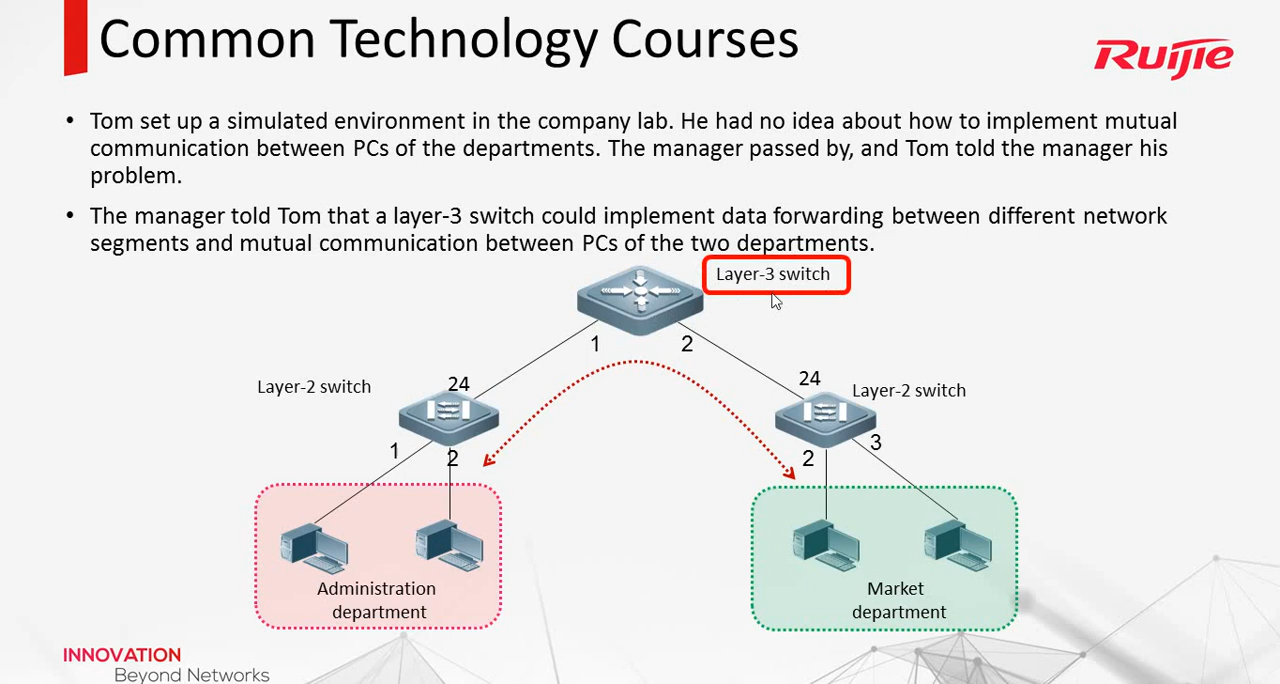 Common Technology Courses
Ruijie
• Tom set up a simulated environment in the company lab. He had no idea about how to implement mutual
communication between PCs of the departments. The manager passed by, and Tom told the manager his
problem.
• The manager told Tom that a layer-3 switch could implement data forwarding between different network
segments and mutual communication between PCs of the two departments.
Layer-3 switch
1 2
Layer-2 switch
24
24
Layer-2 switch
1 2
2 3
Administration
department
Market
department
INNOVATION
Beyond Networks